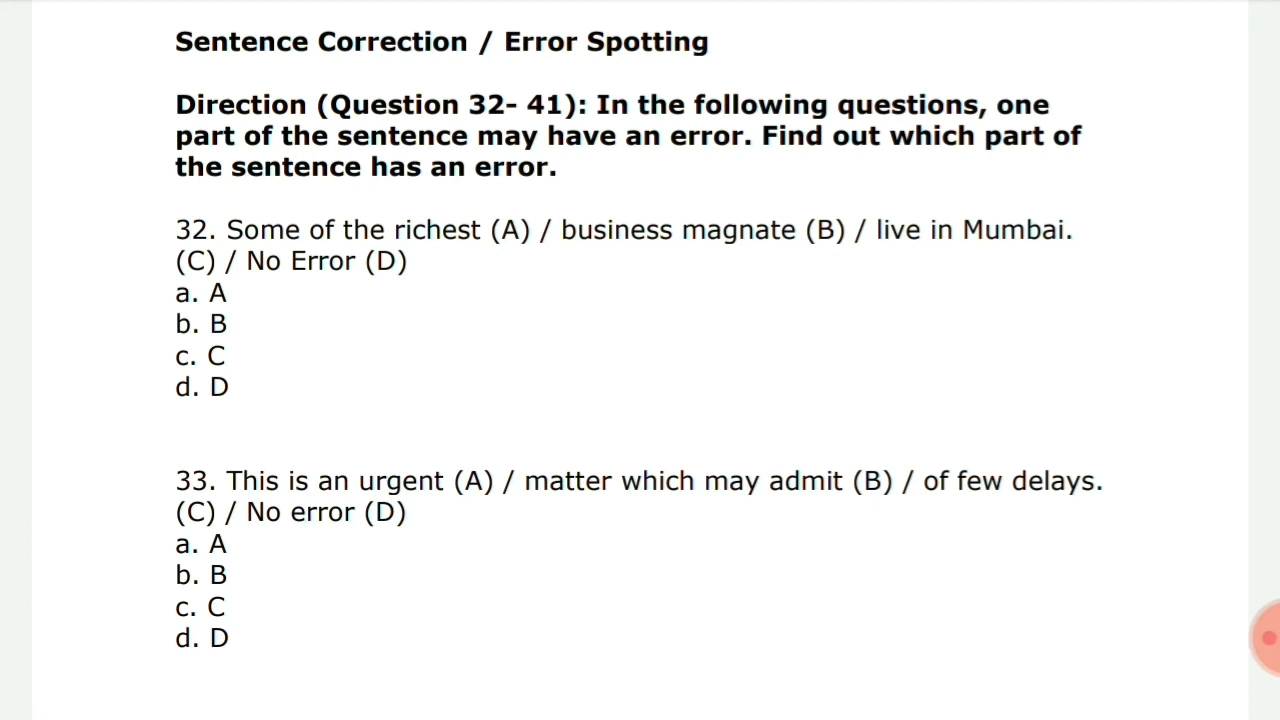 Sentence Correction / Error Spotting
Direction (Question 32- 41): In the following questions, one
part of the sentence may have an error. Find out which part of
the sentence has an error.
32. Some of the richest (A) / business magnate (B) / live in Mumbai.
(C) / No Error (D)
a. A
b. B
c. C
d. D
33. This is an urgent (A) / matter which may admit (B) / of few delays.
(C) / No error (D)
a. A
b. B
c. C
d. D